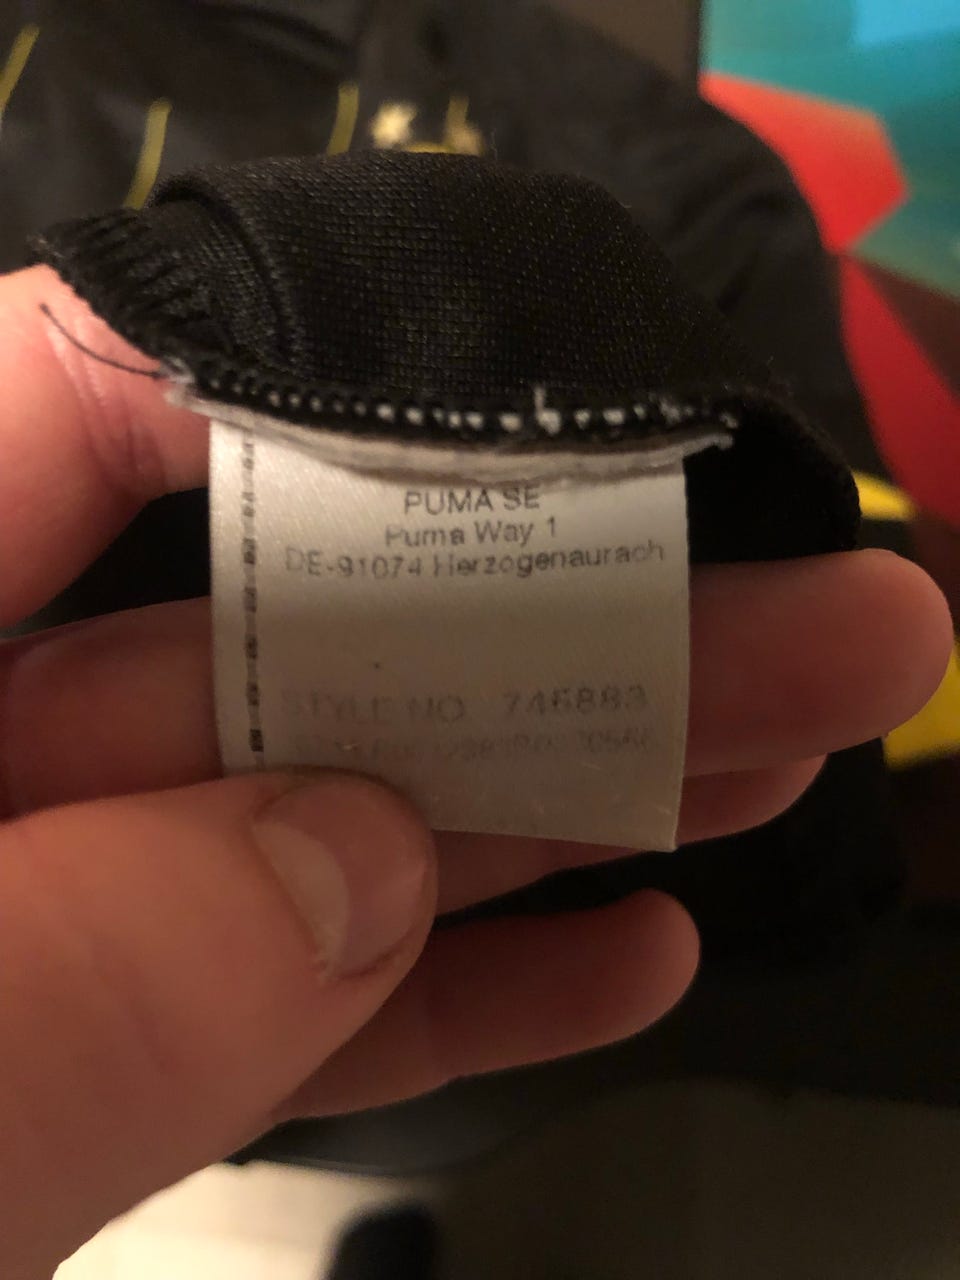 PUMA SE
Puma Way 1
DE-91074 Herzogenaurach
STYLE NO 746883